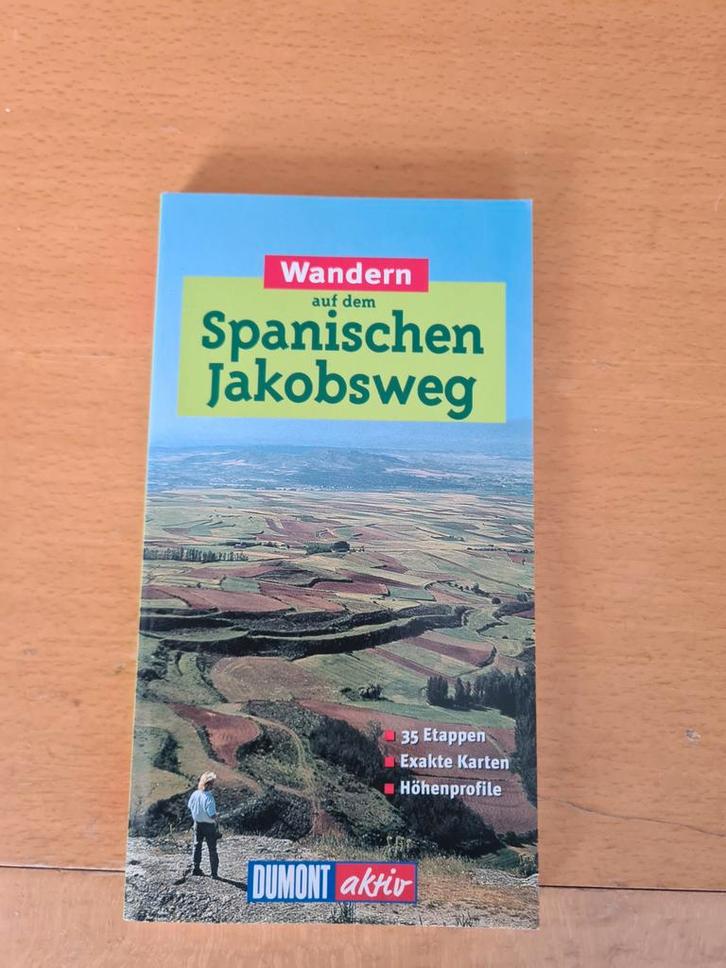 Wandern
auf dem
Spanischen
Jakobsweg
35 Etappen
Exakte Karten
Höhenprofile
DUMONT aktiv